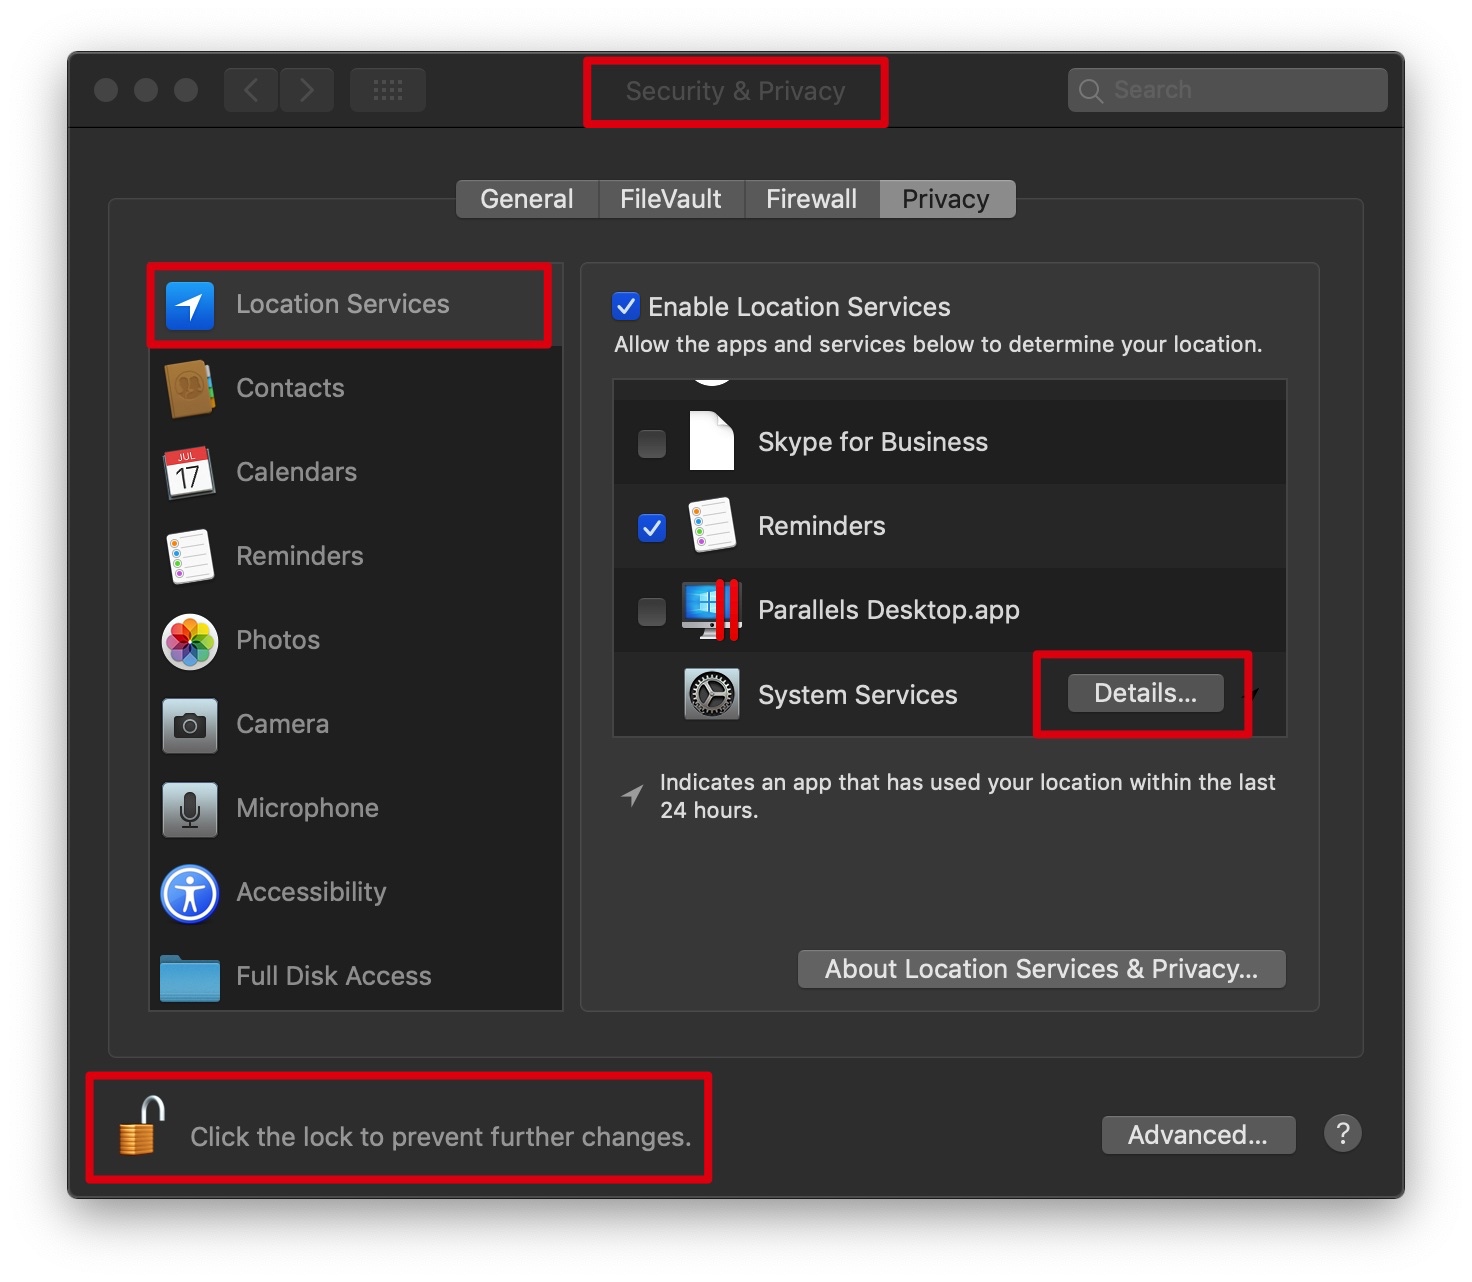 Security & Privacy
Search
General
FileVault
Firewall
Privacy
Location Services
Contacts
JUL
17
Calendars
Reminders
Photos
Camera
Microphone
Accessibility
Full Disk Access
Enable Location Services
Allow the apps and services below to determine your location.
Skype for Business
Reminders
Parallels Desktop.app
System Services
Details...
Indicates an app that has used your location within the last
24 hours.
About Location Services & Privacy...
Click the lock to prevent further changes.
Advanced...
?